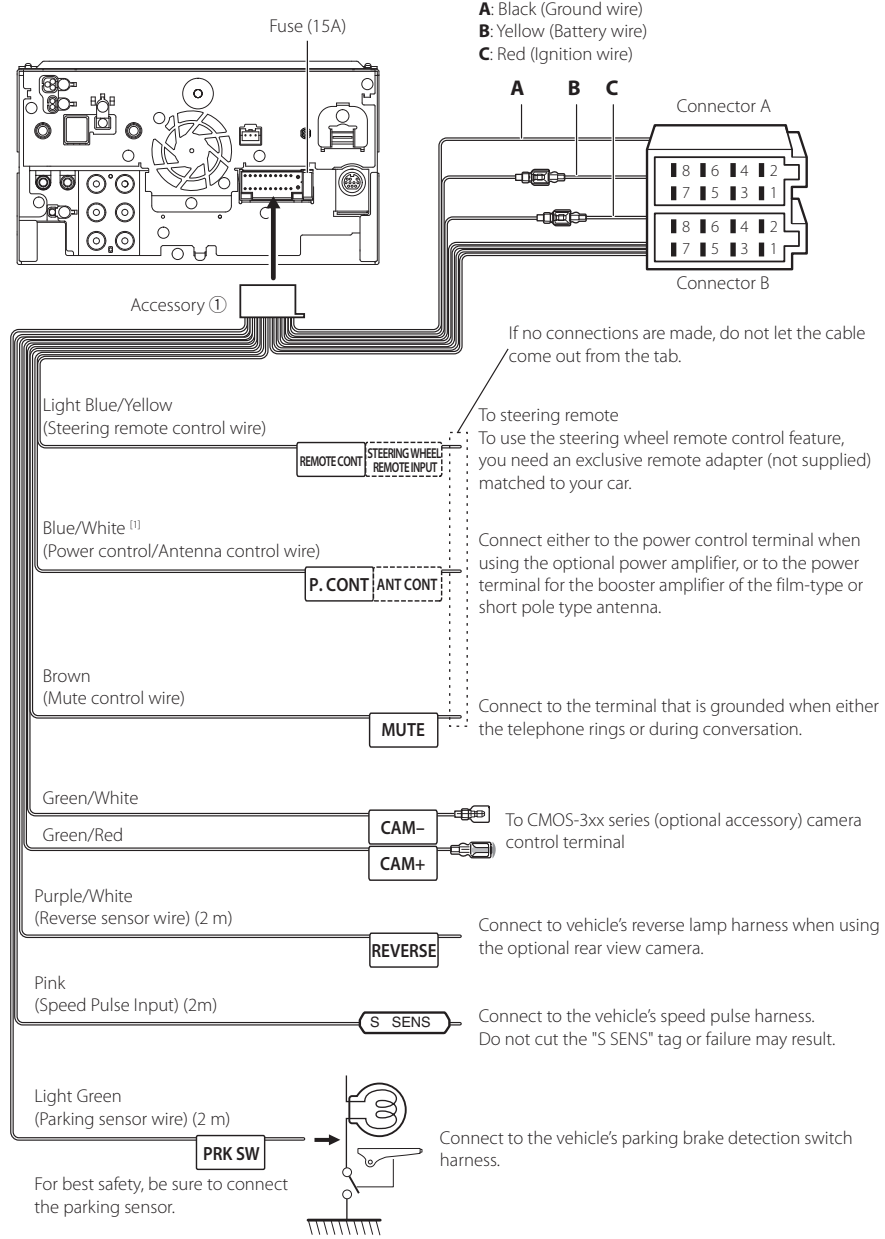 Fuse (15A)
A: Black (Ground wire)
B: Yellow (Battery wire)
C: Red (Ignition wire)
A B C
Connector A
8 6 4 2
7 5 3 1
8 6 4 2
7 5 3 1
Connector B
Accessory ①
If no connections are made, do not let the cable
come out from the tab.
Light Blue/Yellow
(Steering remote control wire)
REMOTE CONT
STEERING WHEEL
REMOTE INPUT
To steering remote
To use the steering wheel remote control feature,
you need an exclusive remote adapter (not supplied)
matched to your car.
Blue/White [1]
(Power control/Antenna control wire)
P. CONT ANT CONT
Connect either to the power control terminal when
using the optional power amplifier, or to the power
terminal for the booster amplifier of the film-type or
short pole type antenna.
Brown
(Mute control wire)
MUTE
Connect to the terminal that is grounded when either
the telephone rings or during conversation.
Green/White
CAM–
Green/Red
CAM+
To CMOS-3xx series (optional accessory) camera
control terminal
Purple/White
(Reverse sensor wire) (2 m)
REVERSE
Connect to vehicle's reverse lamp harness when using
the optional rear view camera.
Pink
(Speed Pulse Input) (2m)
S SENS
Connect to the vehicle's speed pulse harness.
Do not cut the "S SENS" tag or failure may result.
Light Green
(Parking sensor wire) (2 m)
PRK SW
Connect to the vehicle's parking brake detection switch
harness.
For best safety, be sure to connect
the parking sensor.